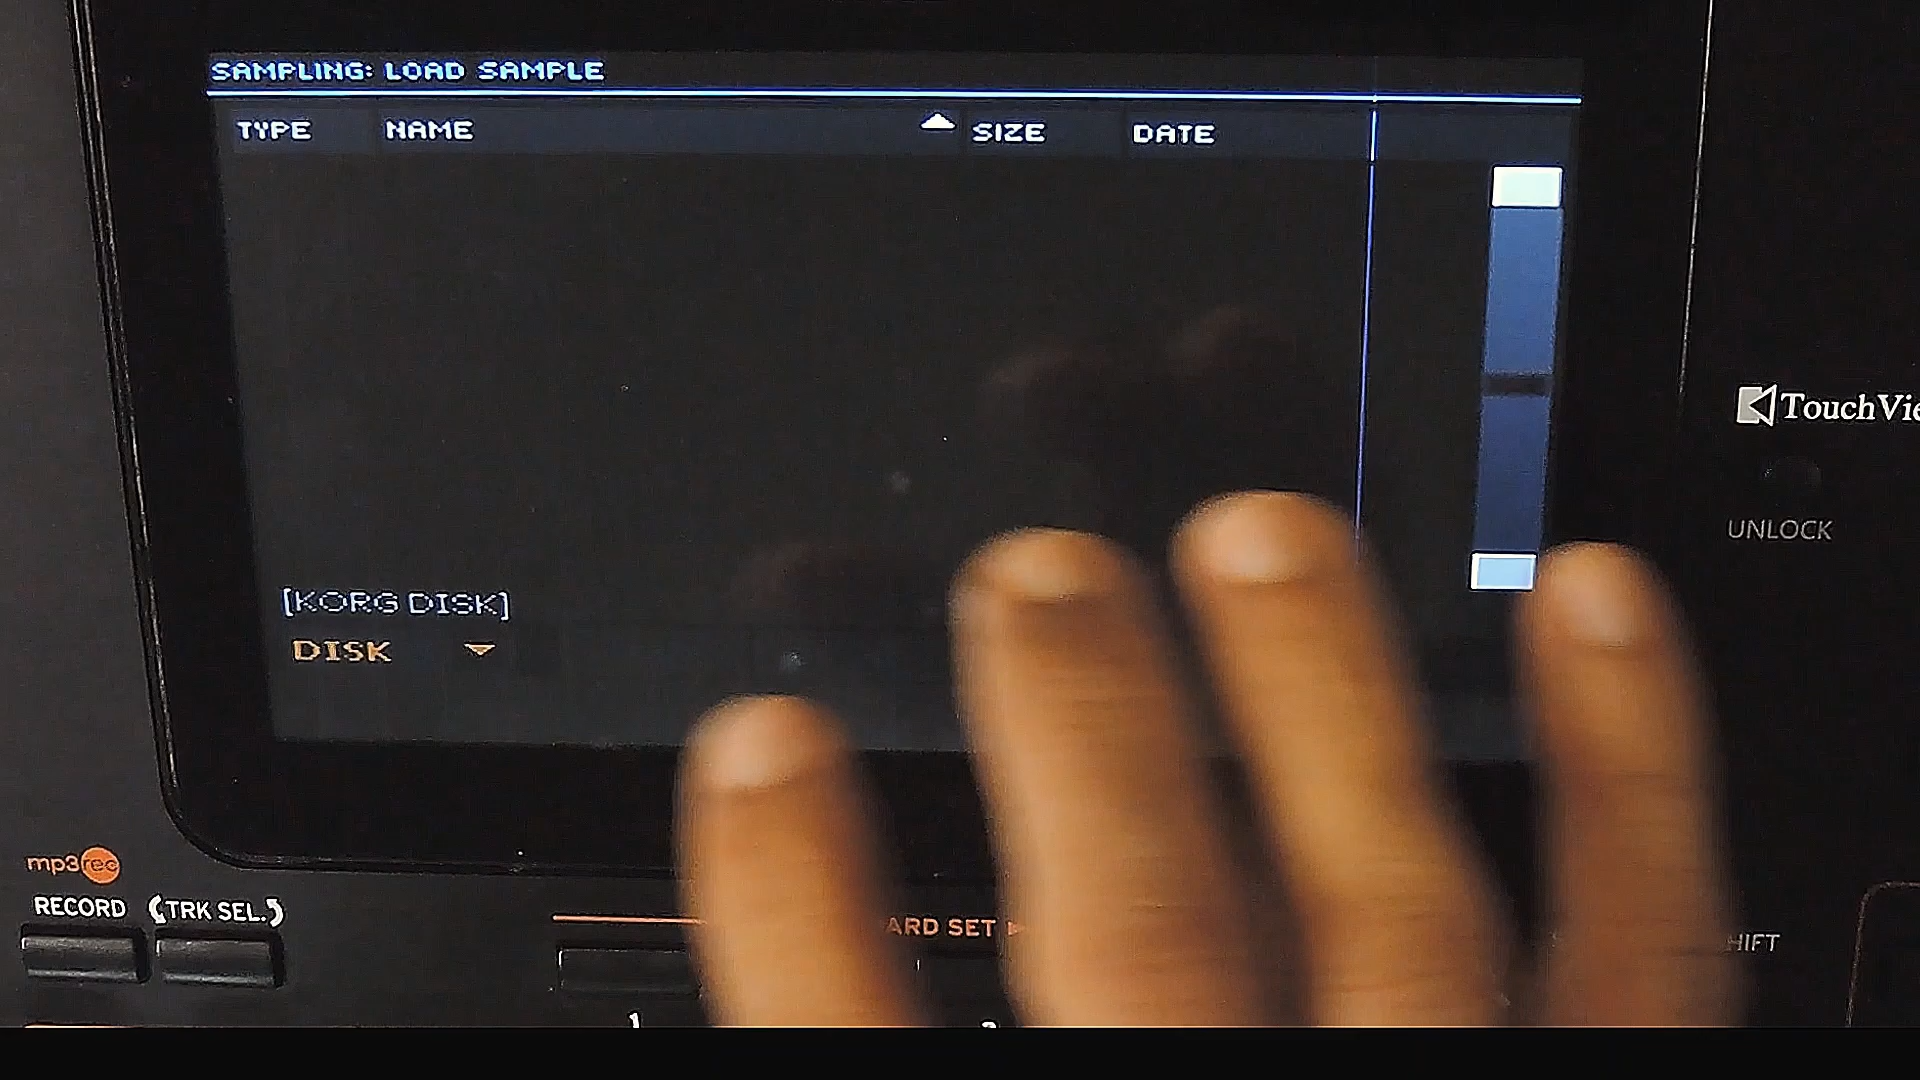 SAMPLING: LOAD SAMPLE
TYPE NAME SIZE DATE
[KORG DISK]
DISK
TouchVie
UNLOCK
mp3rec
RECORD TRK SEL.
ARD SET
HIFT
1